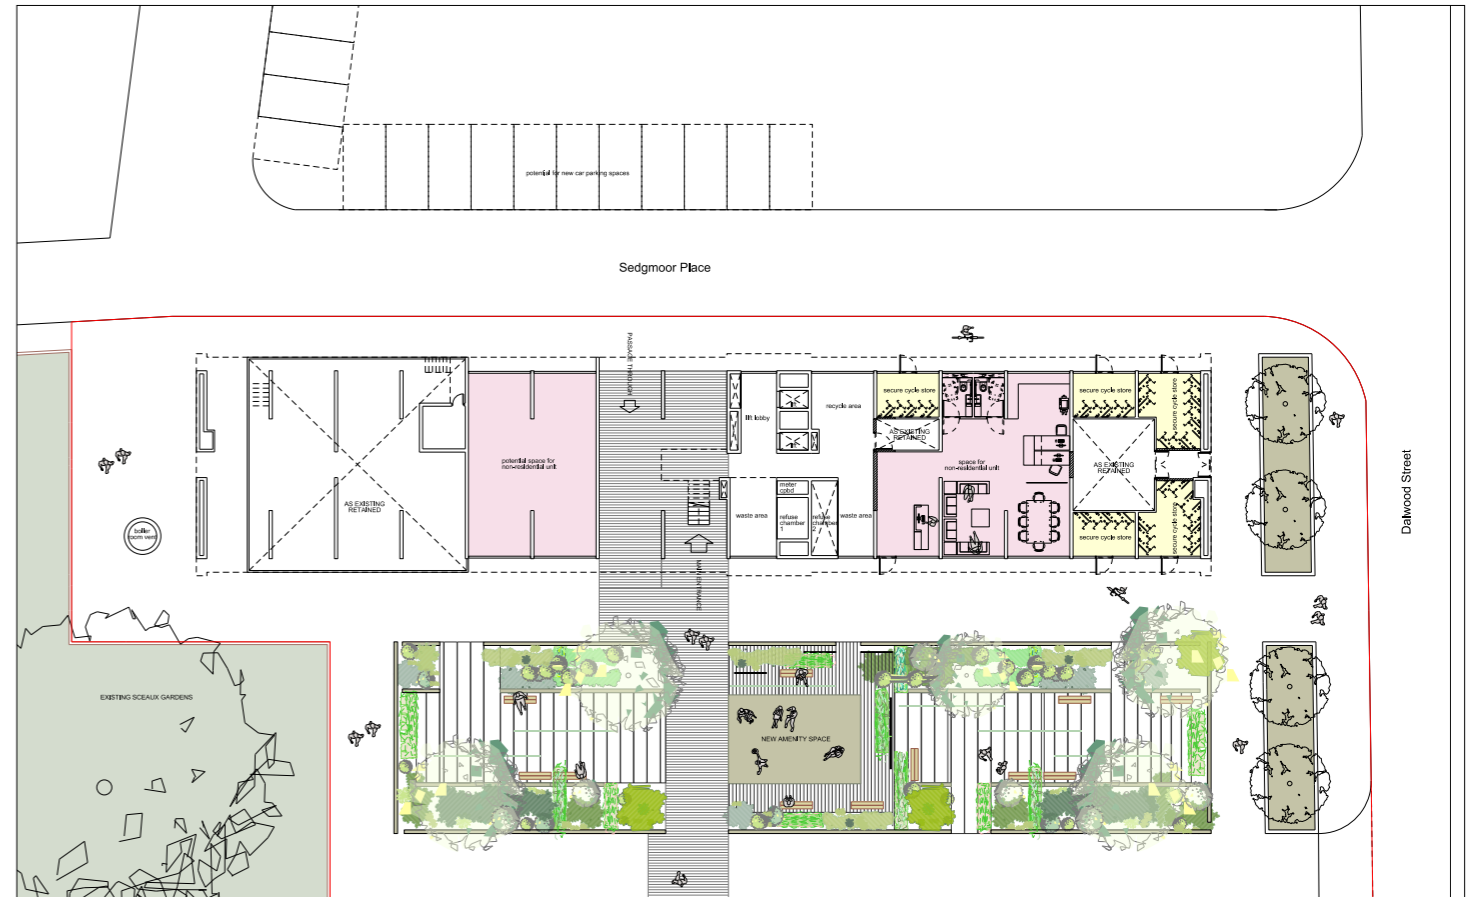 potential for new car parking spaces
Sedgmoor Place
Dalwood Street
PASSAGE THROUGH
secure cycle store
secure cycle store
secure cycle store
lift lobby
recycle area
AS EXISTING
RETAINED
potential space for
non-residential unit
space for
non-residential unit
AS EXISTING
RETAINED
AS EXISTING
RETAINED
meter
cpbd
waste area
refuse
chamber
1
refuse
chamber
2
waste area
secure cycle store
secure cycle store
boiler
room vent
MAIN ENTRANCE
EXISTING SCEAUX GARDENS
NEW AMENITY SPACE